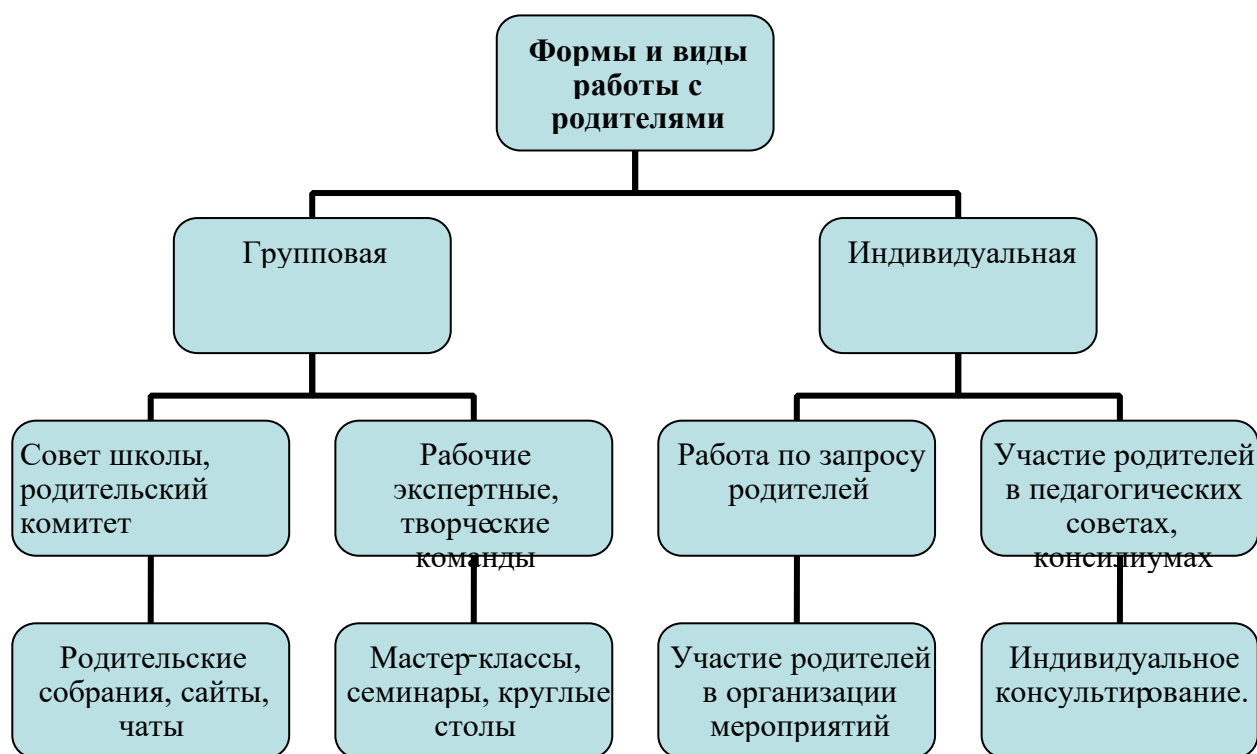 Формы и виды
работы с
родителями
Групповая
Индивидуальная
Совет школы,
родительский
комитет
Рабочие
экспертные,
творческие
команды
Работа по запросу
родителей
Участие родителей
в педагогических
советах,
консилиумах
Родительские
собрания, сайты,
чаты
Мастер-классы,
семинары, круглые
столы
Участие родителей
в организации
мероприятий
Индивидуальное
консультирование.